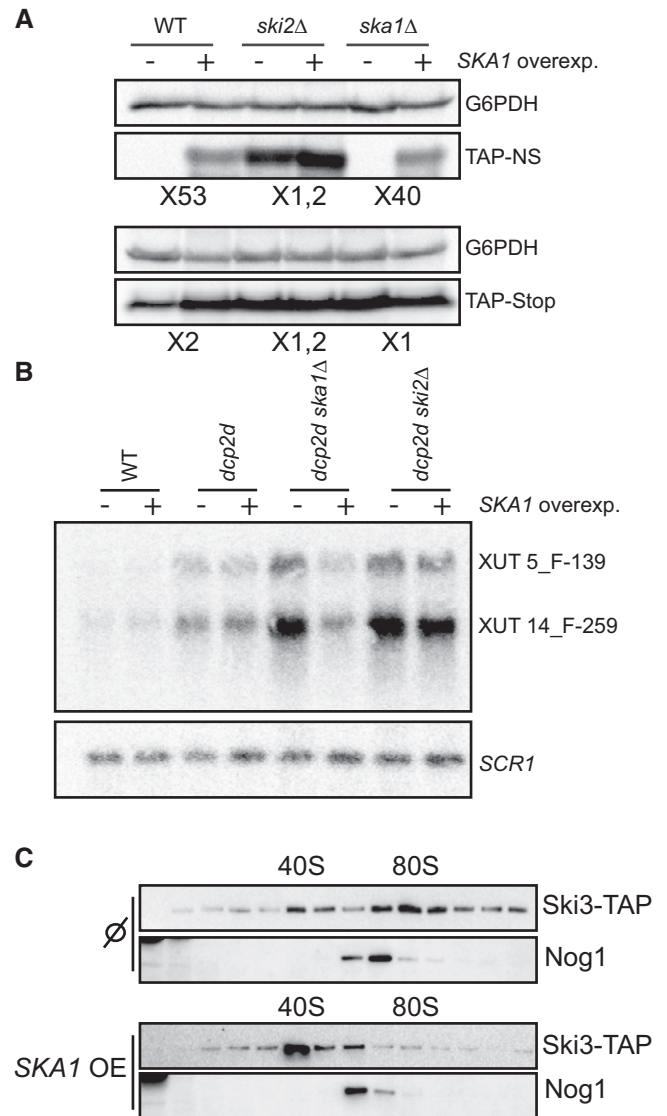 A
WT ski2Δ ska1Δ
- + - + - + SKA1 overexp.
G6PDH
TAP-NS
X53 X1,2 X40
G6PDH
TAP-Stop
X2 X1,2 X1
B
WT dcp2d dcp2d ska1Δ dcp2d ski2Δ
- + - + - + - + SKA1 overexp.
XUT 5_F-139
XUT 14_F-259
SCR1
C
40S 80S
Ø
Ski3-TAP
Nog1
40S 80S
SKA1 OE
Ski3-TAP
Nog1